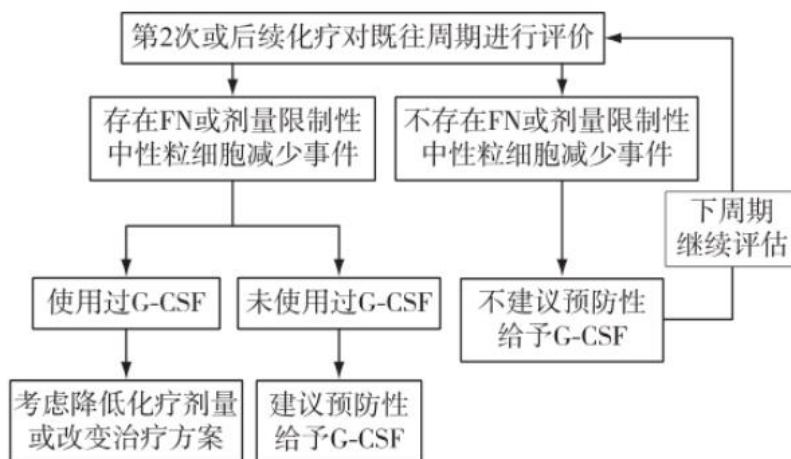 第2次或后续化疗对既往周期进行评价
存在FN或剂量限制性
中性粒细胞减少事件
不存在FN或剂量限制性
中性粒细胞减少事件
下周期
继续评估
使用过G-CSF
未使用过G-CSF
不建议预防性
给予G-CSF
考虑降低化疗剂量
或改变治疗方案
建议预防性
给予G-CSF